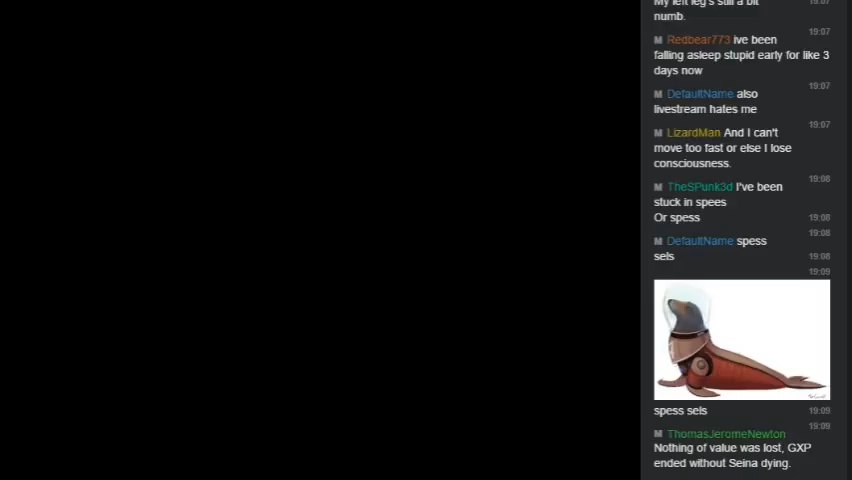 My left leg's still a bit
numb.
19:07
19:07
M Redbear773 ive been
falling asleep stupid early for like 3
days now
19:07
M DefaultName also
livestream hates me
19:07
M LizardMan And I can't
move too fast or else I lose
consciousness.
19:08
M TheSPunk3d I've been
stuck in spees
Or spess 19:08
19:08
M DefaultName spess
sels 19:08
19:09
spess sels 19:09
19:09
M ThomasJeromeNewton
Nothing of value was lost, GXP
ended without Seina dying.